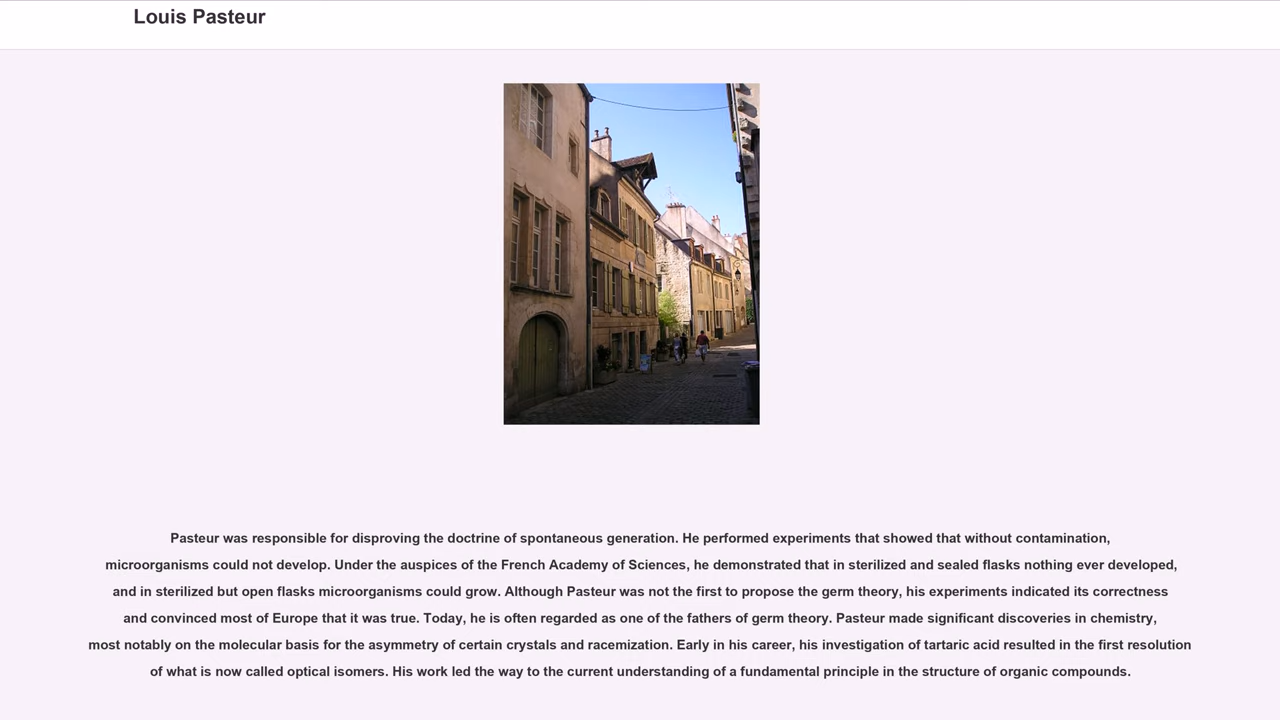 Louis Pasteur
Pasteur was responsible for disproving the doctrine of spontaneous generation. He performed experiments that showed that without contamination,
microorganisms could not develop. Under the auspices of the French Academy of Sciences, he demonstrated that in sterilized and sealed flasks nothing ever developed,
and in sterilized but open flasks microorganisms could grow. Although Pasteur was not the first to propose the germ theory, his experiments indicated its correctness
and convinced most of Europe that it was true. Today, he is often regarded as one of the fathers of germ theory. Pasteur made significant discoveries in chemistry,
most notably on the molecular basis for the asymmetry of certain crystals and racemization. Early in his career, his investigation of tartaric acid resulted in the first resolution
of what is now called optical isomers. His work led the way to the current understanding of a fundamental principle in the structure of organic compounds.